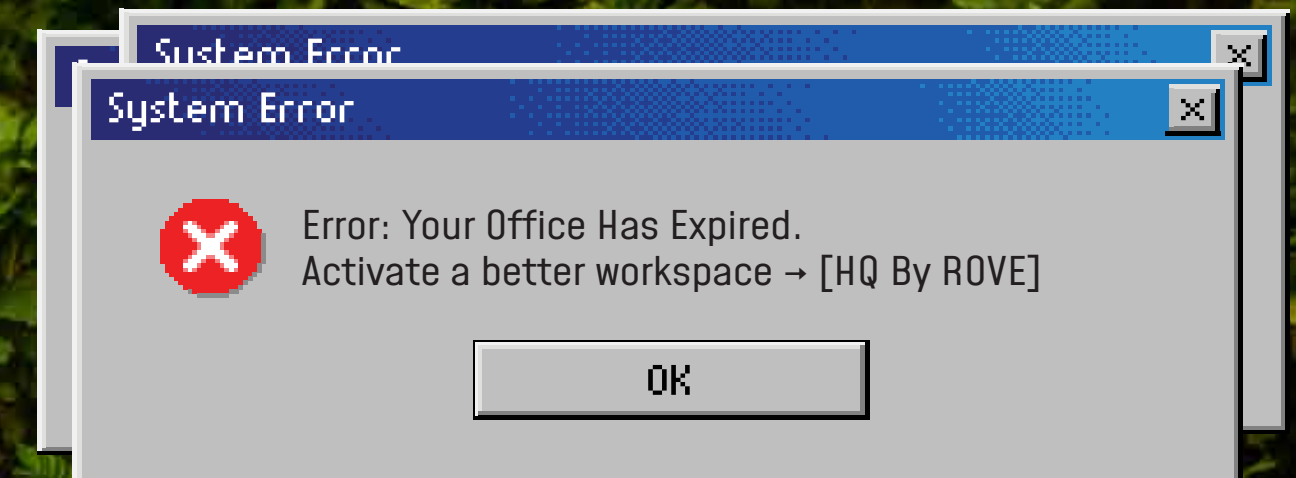 System Error
System Error
Error: Your Office Has Expired.
Activate a better workspace → [HQ By ROVE]
OK